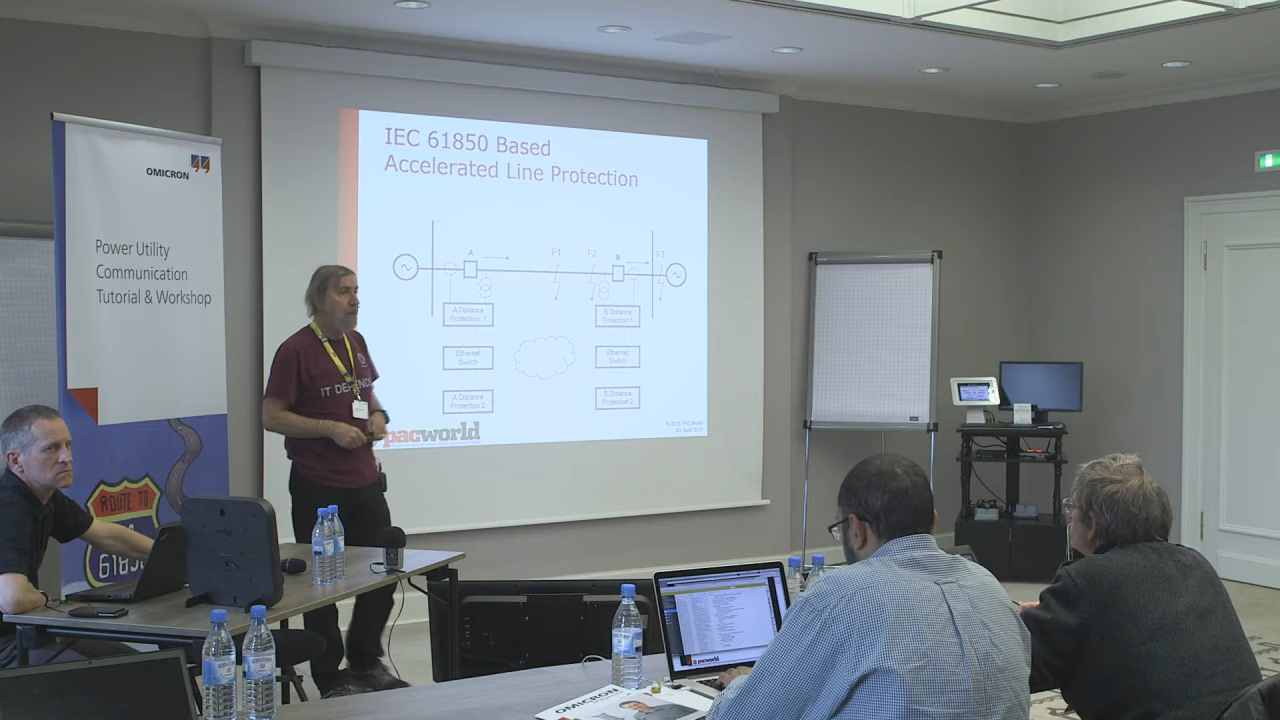 OMICRON
Power Utility
Communication
Tutorial & Workshop
ROUTE TO
61850
IEC 61850 Based
Accelerated Line Protection
A
F1
F2
B
F3
A Distance
Protection 1
B Distance
Protection 1
Ethernet
Switch
Ethernet
Switch
A Distance
Protection 2
B Distance
Protection 2
pacworld
IT DEPENDS
pacworld
OMICRON